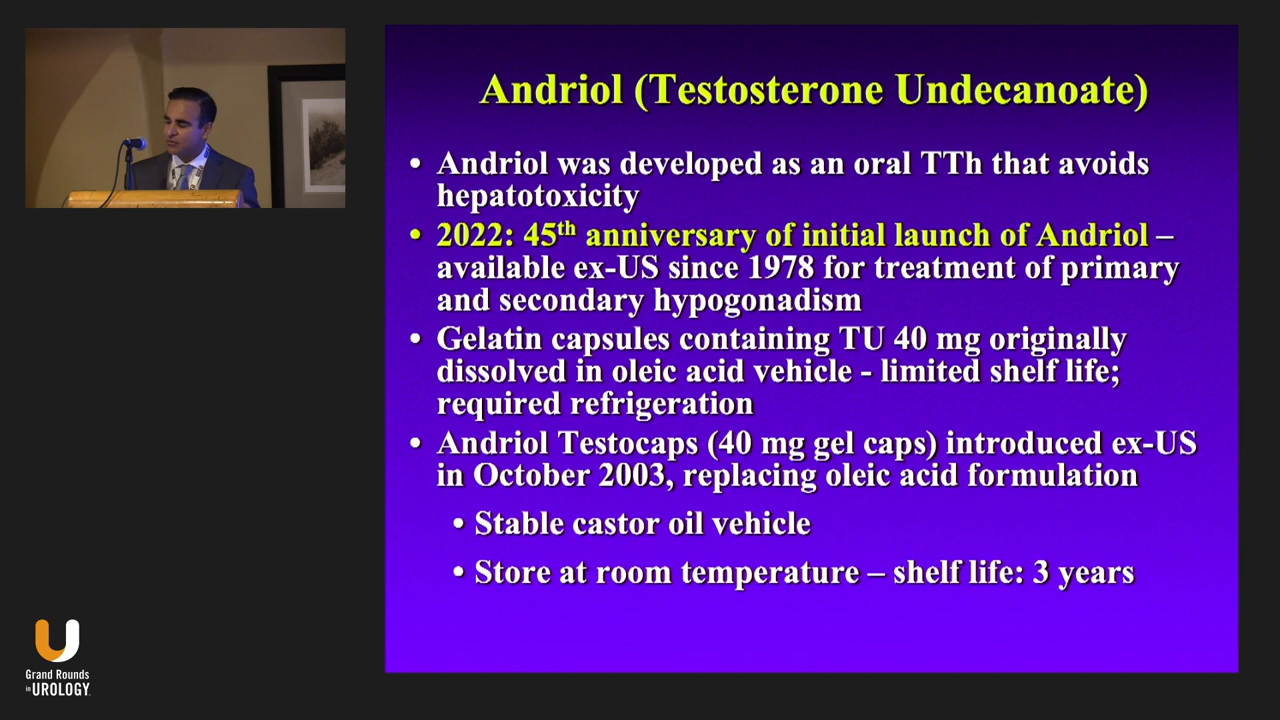 Andriol (Testosterone Undecanoate)
• Andriol was developed as an oral TTh that avoids
hepatotoxicity
• 2022: 45th anniversary of initial launch of Andriol –
available ex-US since 1978 for treatment of primary
and secondary hypogonadism
• Gelatin capsules containing TU 40 mg originally
dissolved in oleic acid vehicle - limited shelf life;
required refrigeration
• Andriol Testocaps (40 mg gel caps) introduced ex-US
in October 2003, replacing oleic acid formulation
• Stable castor oil vehicle
• Store at room temperature – shelf life: 3 years
Grand Rounds
in UROLOGY